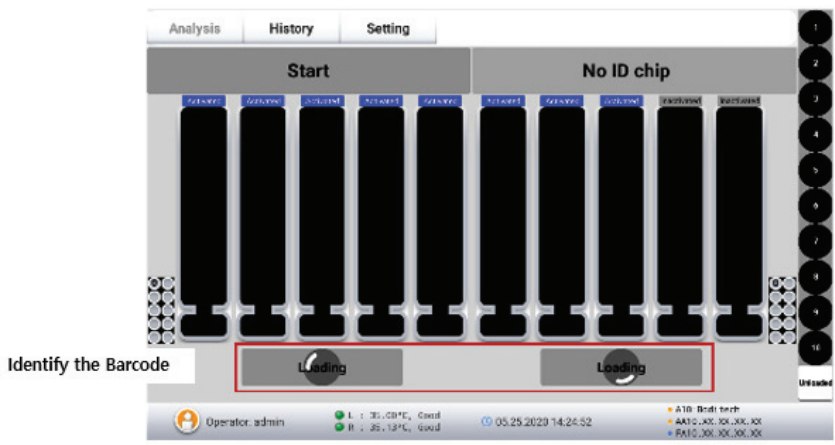 Analysis History Setting
Start No ID chip
Activated Activated Activated Activated Activated Activated Activated Activated Inactivated Inactivated
1
2
3
4
5
6
7
8
9
10
Unloaded
Identify the Barcode
Loading Loading
Operator: admin
L : 35.00°C, Good
R : 35.13°C, Good
05.25.2020 14:24:52
A10: Boditech
AA10.XX.XX.XX.XX
FA10.XX.XX.XX.XX